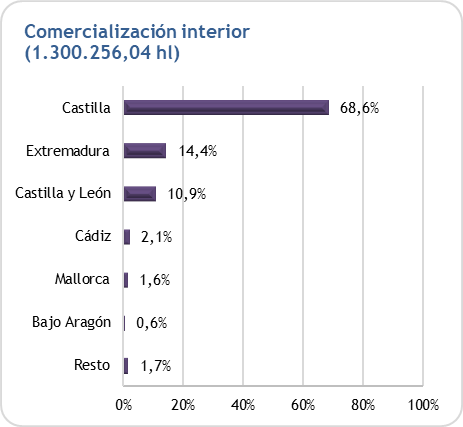 Comercialización interior
(1.300.256,04 hl)
Castilla 68,6%
Extremadura 14,4%
Castilla y León 10,9%
Cádiz 2,1%
Mallorca 1,6%
Bajo Aragón 0,6%
Resto 1,7%
0% 20% 40% 60% 80% 100%